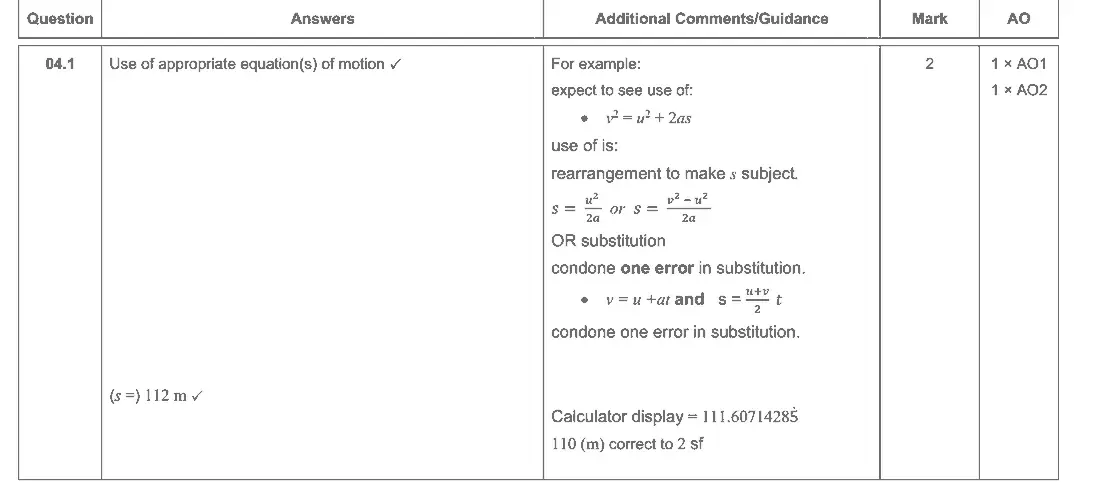 Question Answers Additional Comments/Guidance Mark AO
04.1 Use of appropriate equation(s) of motion ✓ For example: 2 1 × AO1
expect to see use of: 1 × AO2
• v² = u² + 2as
use of is:
rearrangement to make s subject.
s = u²/2a or s = v² – u²/2a
OR substitution
condone one error in substitution.
• v = u +at and s = u+v/2 t
condone one error in substitution.
(s =) 112 m ✓
Calculator display = 111.60714285̇
110 (m) correct to 2 sf